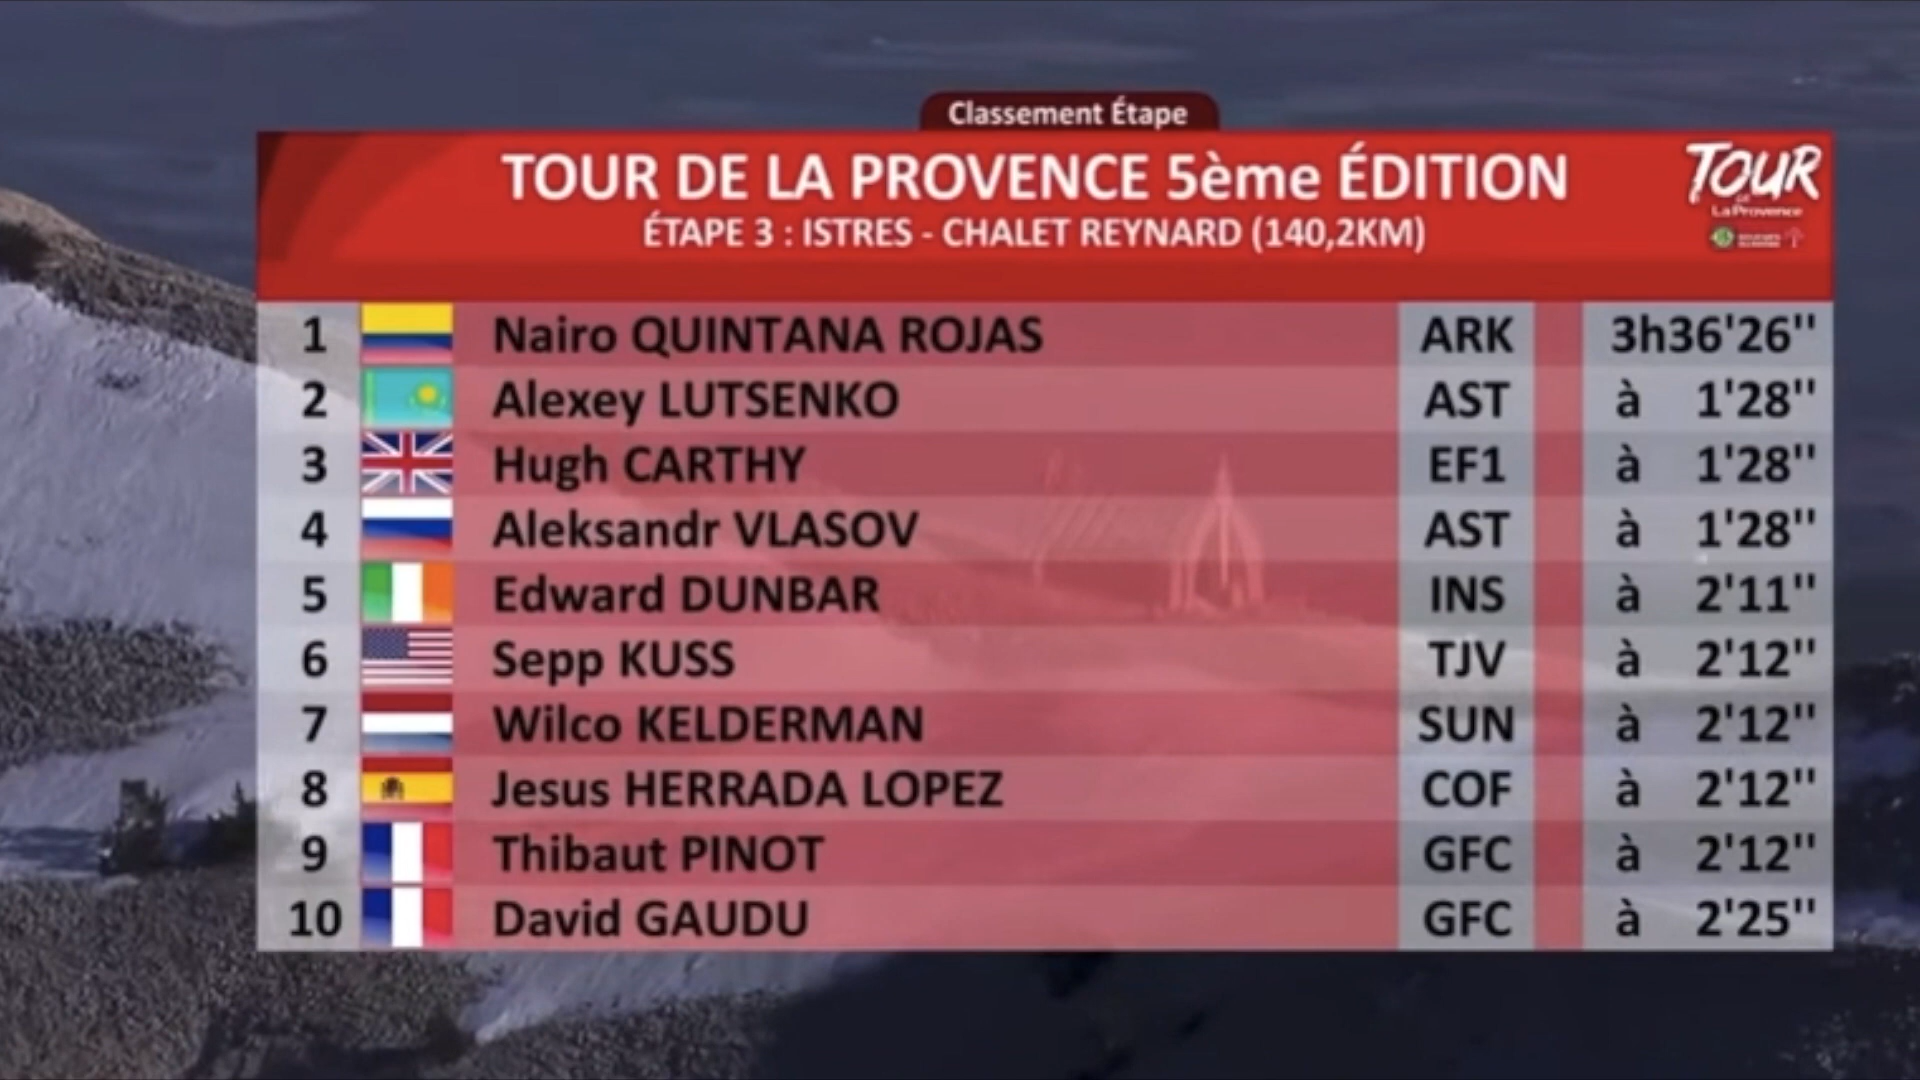 Classement Étape
TOUR DE LA PROVENCE 5ème ÉDITION
ÉTAPE 3 : ISTRES - CHALET REYNARD (140,2KM)
TOUR
La Provence
1 Nairo QUINTANA ROJAS ARK 3h36'26''
2 Alexey LUTSENKO AST à 1'28''
3 Hugh CARTHY EF1 à 1'28''
4 Aleksandr VLASOV AST à 1'28''
5 Edward DUNBAR INS à 2'11''
6 Sepp KUSS TJV à 2'12''
7 Wilco KELDERMAN SUN à 2'12''
8 Jesus HERRADA LOPEZ COF à 2'12''
9 Thibaut PINOT GFC à 2'12''
10 David GAUDU GFC à 2'25''